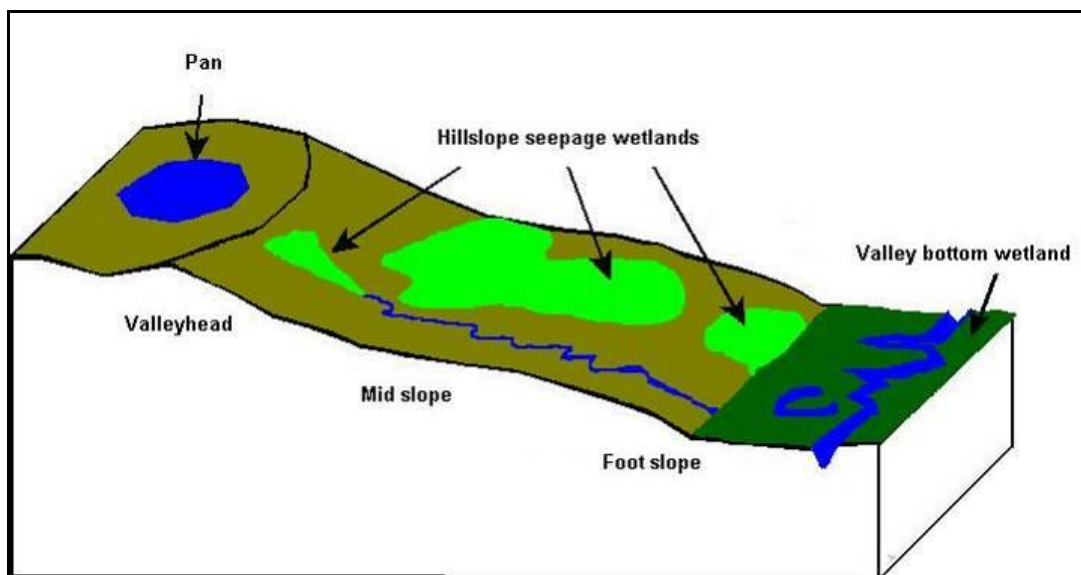 Pan
Hillslope seepage wetlands
Valley bottom wetland
Valleyhead
Mid slope
Foot slope